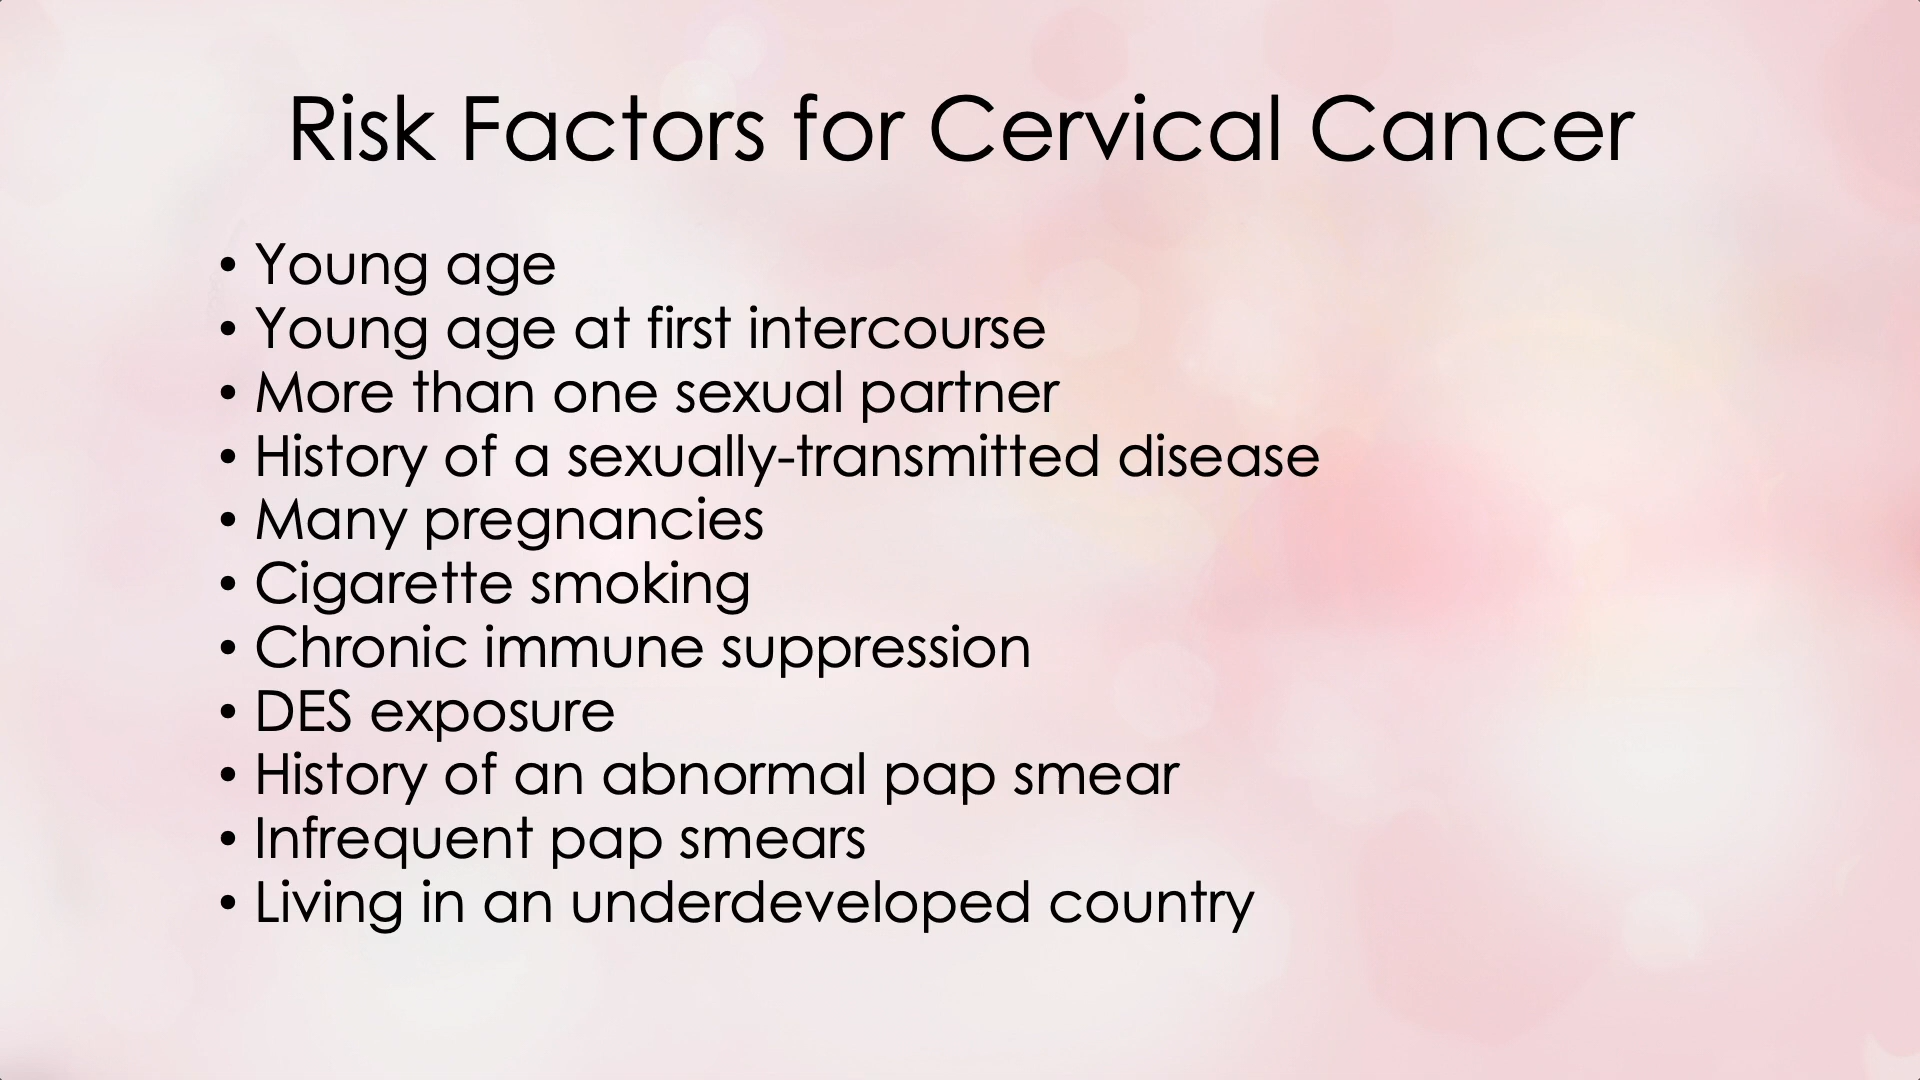 Risk Factors for Cervical Cancer
• Young age
• Young age at first intercourse
• More than one sexual partner
• History of a sexually-transmitted disease
• Many pregnancies
• Cigarette smoking
• Chronic immune suppression
• DES exposure
• History of an abnormal pap smear
• Infrequent pap smears
• Living in an underdeveloped country